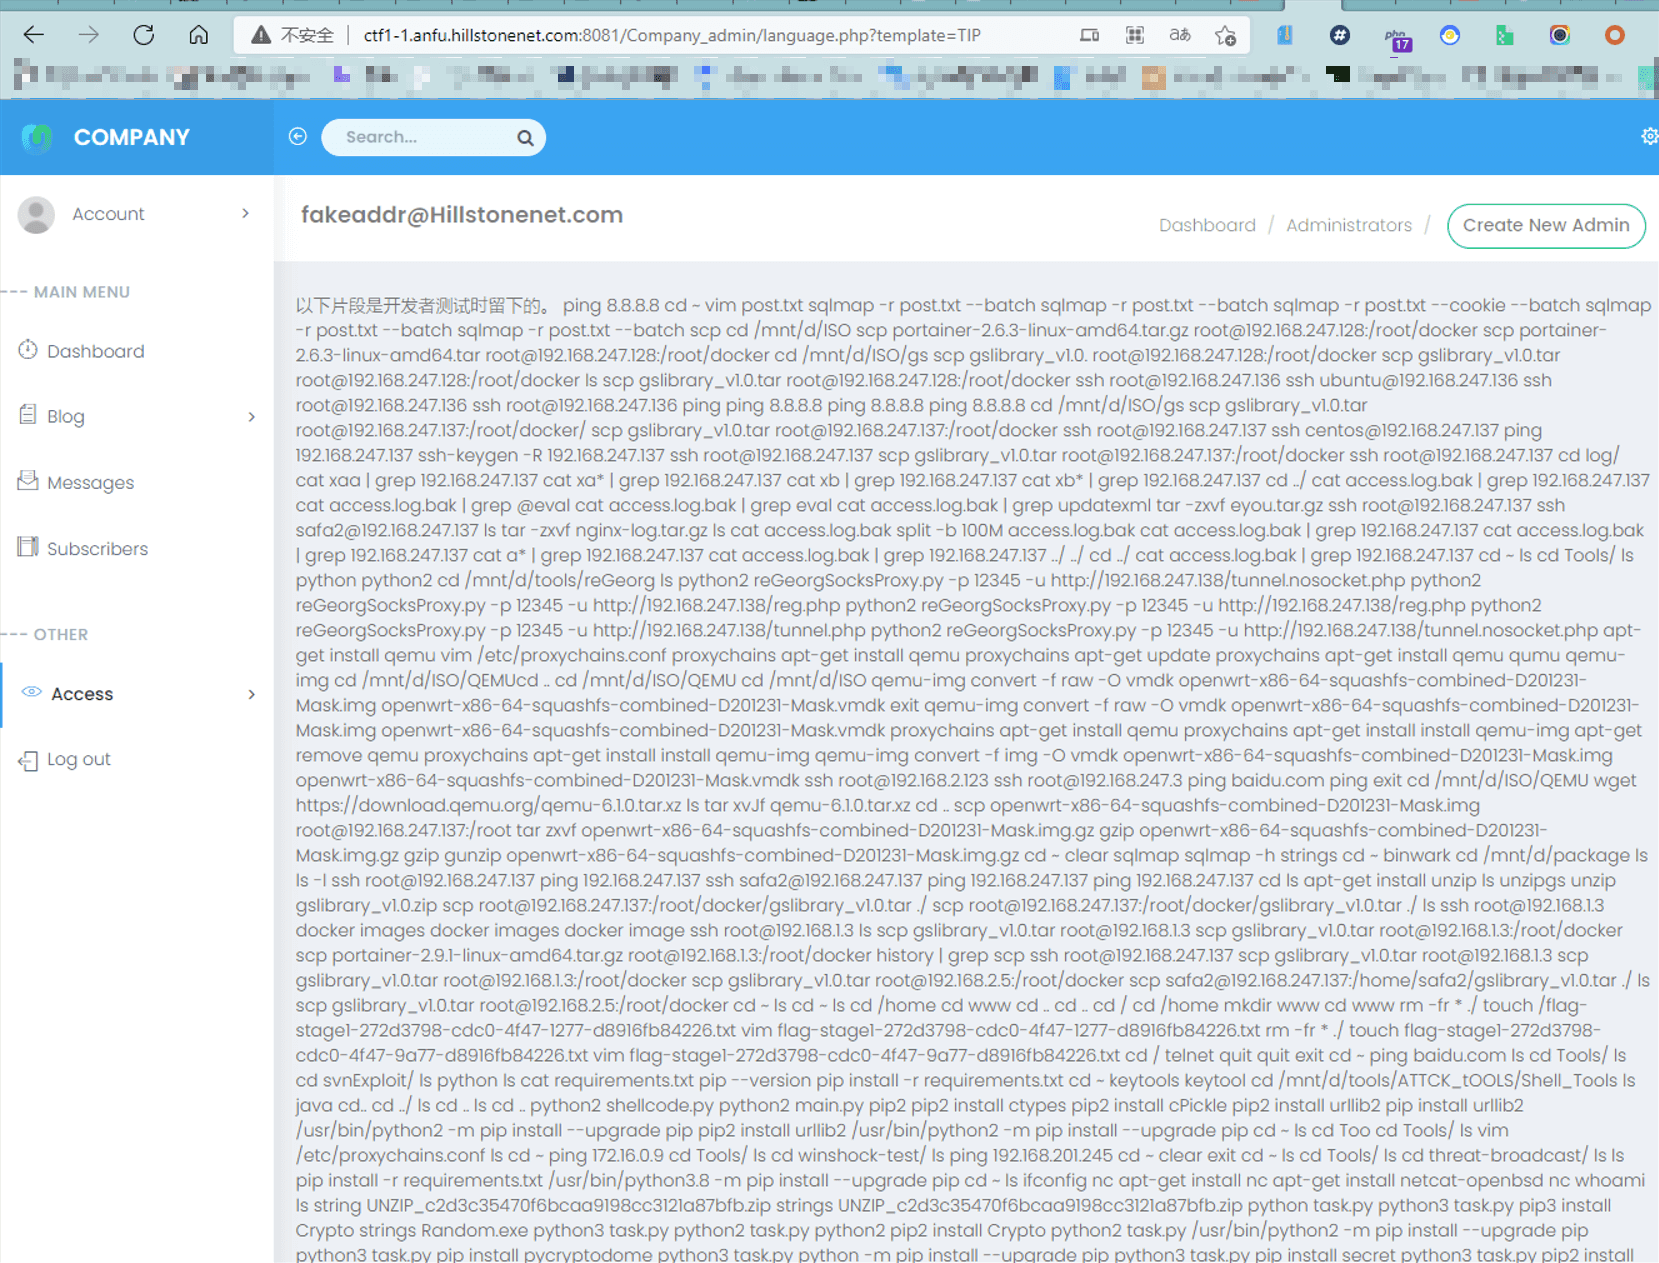 不安全 ctf1-1.anfu.hillstonenet.com:8081/Company_admin/language.php?template=TIP
17
COMPANY
Search...
Account
fakeaddr@Hillstonenet.com
Dashboard / Administrators / Create New Admin
--- MAIN MENU
Dashboard
Blog
Messages
Subscribers
--- OTHER
Access
Log out
以下片段是开发者测试时留下的。 ping 8.8.8.8 cd ~ vim post.txt sqlmap -r post.txt --batch sqlmap -r post.txt --batch sqlmap -r post.txt --cookie --batch sqlmap
-r post.txt --batch sqlmap -r post.txt --batch scp cd /mnt/d/ISO scp portainer-2.6.3-linux-amd64.tar.gz root@192.168.247.128:/root/docker scp portainer-
2.6.3-linux-amd64.tar root@192.168.247.128:/root/docker cd /mnt/d/ISO/gs scp gslibrary_v1.0. root@192.168.247.128:/root/docker scp gslibrary_v1.0.tar
root@192.168.247.128:/root/docker ls scp gslibrary_v1.0.tar root@192.168.247.128:/root/docker ssh root@192.168.247.136 ssh ubuntu@192.168.247.136 ssh
root@192.168.247.136 ssh root@192.168.247.136 ping ping 8.8.8.8 ping 8.8.8.8 ping 8.8.8.8 cd /mnt/d/ISO/gs scp gslibrary_v1.0.tar
root@192.168.247.137:/root/docker/ scp gslibrary_v1.0.tar root@192.168.247.137:/root/docker ssh root@192.168.247.137 ssh centos@192.168.247.137 ping
192.168.247.137 ssh-keygen -R 192.168.247.137 ssh root@192.168.247.137 scp gslibrary_v1.0.tar root@192.168.247.137:/root/docker ssh root@192.168.247.137 cd log/
cat xaa | grep 192.168.247.137 cat xa* | grep 192.168.247.137 cat xb | grep 192.168.247.137 cat xb* | grep 192.168.247.137 cd ../ cat access.log.bak | grep 192.168.247.137
cat access.log.bak | grep @eval cat access.log.bak | grep eval cat access.log.bak | grep updatexml tar -zxvf eyou.tar.gz ssh root@192.168.247.137 ssh
safa2@192.168.247.137 ls tar -zxvf nginx-log.tar.gz ls cat access.log.bak split -b 100M access.log.bak cat access.log.bak | grep 192.168.247.137 cat access.log.bak
| grep 192.168.247.137 cat a* | grep 192.168.247.137 cat access.log.bak | grep 192.168.247.137 ../ ../ cd ../ cat access.log.bak | grep 192.168.247.137 cd ~ ls cd Tools/ ls
python python2 cd /mnt/d/tools/reGeorg ls python2 reGeorgSocksProxy.py -p 12345 -u http://192.168.247.138/tunnel.nosocket.php python2
reGeorgSocksProxy.py -p 12345 -u http://192.168.247.138/reg.php python2 reGeorgSocksProxy.py -p 12345 -u http://192.168.247.138/reg.php python2
reGeorgSocksProxy.py -p 12345 -u http://192.168.247.138/tunnel.php python2 reGeorgSocksProxy.py -p 12345 -u http://192.168.247.138/tunnel.nosocket.php apt-
get install qemu vim /etc/proxychains.conf proxychains apt-get install qemu proxychains apt-get update proxychains apt-get install qemu qumu qemu-
img cd /mnt/d/ISO/QEMUcd .. cd /mnt/d/ISO/QEMU cd /mnt/d/ISO qemu-img convert -f raw -O vmdk openwrt-x86-64-squashfs-combined-D201231-
Mask.img openwrt-x86-64-squashfs-combined-D201231-Mask.vmdk exit qemu-img convert -f raw -O vmdk openwrt-x86-64-squashfs-combined-D201231-
Mask.img openwrt-x86-64-squashfs-combined-D201231-Mask.vmdk proxychains apt-get install qemu proxychains apt-get install install qemu-img apt-get
remove qemu proxychains apt-get install install qemu-img qemu-img convert -f img -O vmdk openwrt-x86-64-squashfs-combined-D201231-Mask.img
openwrt-x86-64-squashfs-combined-D201231-Mask.vmdk ssh root@192.168.2.123 ssh root@192.168.247.3 ping baidu.com ping exit cd /mnt/d/ISO/QEMU wget
https://download.qemu.org/qemu-6.1.0.tar.xz ls tar xvJf qemu-6.1.0.tar.xz cd .. scp openwrt-x86-64-squashfs-combined-D201231-Mask.img
root@192.168.247.137:/root tar zxvf openwrt-x86-64-squashfs-combined-D201231-Mask.img.gz gzip openwrt-x86-64-squashfs-combined-D201231-
Mask.img.gz gzip gunzip openwrt-x86-64-squashfs-combined-D201231-Mask.img.gz cd ~ clear sqlmap sqlmap -h strings cd ~ binwark cd /mnt/d/package ls
ls -l ssh root@192.168.247.137 ping 192.168.247.137 ssh safa2@192.168.247.137 ping 192.168.247.137 ping 192.168.247.137 cd ls apt-get install unzip ls unzipgs unzip
gslibrary_v1.0.zip scp root@192.168.247.137:/root/docker/gslibrary_v1.0.tar ./ scp root@192.168.247.137:/root/docker/gslibrary_v1.0.tar ./ ls ssh root@192.168.1.3
docker images docker images docker image ssh root@192.168.1.3 ls scp gslibrary_v1.0.tar root@192.168.1.3 scp gslibrary_v1.0.tar root@192.168.1.3:/root/docker
scp portainer-2.9.1-linux-amd64.tar.gz root@192.168.1.3:/root/docker history | grep scp ssh root@192.168.247.137 scp gslibrary_v1.0.tar root@192.168.1.3 scp
gslibrary_v1.0.tar root@192.168.1.3:/root/docker scp gslibrary_v1.0.tar root@192.168.2.5:/root/docker scp safa2@192.168.247.137:/home/safa2/gslibrary_v1.0.tar ./ ls
scp gslibrary_v1.0.tar root@192.168.2.5:/root/docker cd ~ ls cd ~ ls cd /home cd www cd .. cd .. cd / cd /home mkdir www cd www rm -fr * ./ touch /flag-
stage1-272d3798-cdc0-4f47-1277-d8916fb84226.txt vim flag-stage1-272d3798-cdc0-4f47-1277-d8916fb84226.txt rm -fr * ./ touch flag-stage1-272d3798-
cdc0-4f47-9a77-d8916fb84226.txt vim flag-stage1-272d3798-cdc0-4f47-9a77-d8916fb84226.txt cd / telnet quit quit exit cd ~ ping baidu.com ls cd Tools/ ls
cd svnExploit/ ls python ls cat requirements.txt pip --version pip install -r requirements.txt cd ~ keytools keytool cd /mnt/d/tools/ATTCK_tOOLS/Shell_Tools ls
java cd.. cd ../ ls cd .. ls cd .. python2 shellcode.py python2 main.py pip2 pip2 install ctypes pip2 install cPickle pip2 install urllib2 pip install urllib2
/usr/bin/python2 -m pip install --upgrade pip pip2 install urllib2 /usr/bin/python2 -m pip install --upgrade pip cd ~ ls cd Too cd Tools/ ls vim
/etc/proxychains.conf ls cd ~ ping 172.16.0.9 cd Tools/ ls cd winshock-test/ ls ping 192.168.201.245 cd ~ clear exit cd ~ ls cd Tools/ ls cd threat-broadcast/ ls ls
pip install -r requirements.txt /usr/bin/python3.8 -m pip install --upgrade pip cd ~ ls ifconfig nc apt-get install nc apt-get install netcat-openbsd nc whoami
ls string UNZIP_c2d3c35470f6bcaa9198cc3121a87bfb.zip strings UNZIP_c2d3c35470f6bcaa9198cc3121a87bfb.zip python task.py python3 task.py pip3 install
Crypto strings Random.exe python3 task.py python2 task.py python2 pip2 install Crypto python2 task.py /usr/bin/python2 -m pip install --upgrade pip
python3 task.py pip install pycryptodome python3 task.py python -m pip install --upgrade pip python3 task.py pip install secret python3 task.py pip2 install